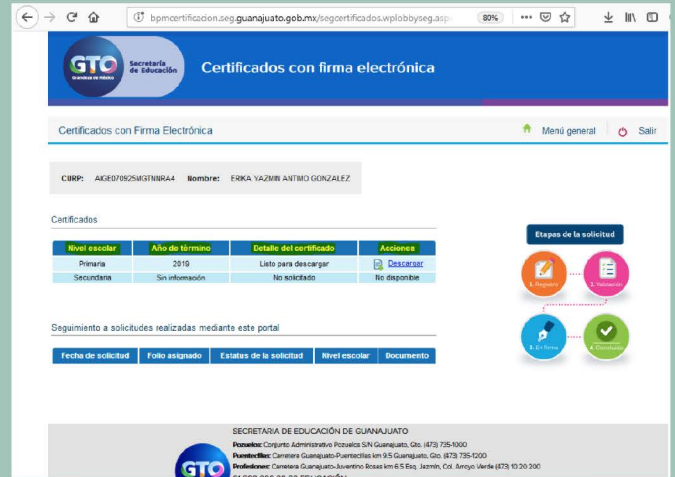 bpmcertificacion.seg.guanajuato.gob.mx/segcertificados.wplobbyseg.asp
80%
GTO
Grandeza de México
Secretaría
de Educación
Certificados con firma electrónica
Certificados con Firma Electrónica
Menú general
Salir
CURP: AIGE070925MGTNNRA4 Nombre: ERIKA YAZMIN ANTIMO GONZALEZ
Certificados
Nivel escolar Año de término Detalle del certificado Acciones
Primaria 2019 Listo para descargar Descargar
Secundaria Sin información No solicitado No disponible
Etapas de la solicitud
1. Registro
2. Validación
3. En firma
4. Conclusión
Seguimiento a solicitudes realizadas mediante este portal
Fecha de solicitud Folio asignado Estatus de la solicitud Nivel escolar Documento
SECRETARIA DE EDUCACIÓN DE GUANAJUATO
Pozuelos: Conjunto Administrativo Pozuelos S/N Guanajuato, Gto. (473) 735-1000
Puentecillas: Carretera Guanajuato-Puentecillas km 9.5 Guanajuato, Gto. (473) 735-1200
Profesiones: Carretera Guanajuato-Juventino Rosas km 6.5 Esq. Jazmín, Col. Arroyo Verde (473) 10 20 200
GTO